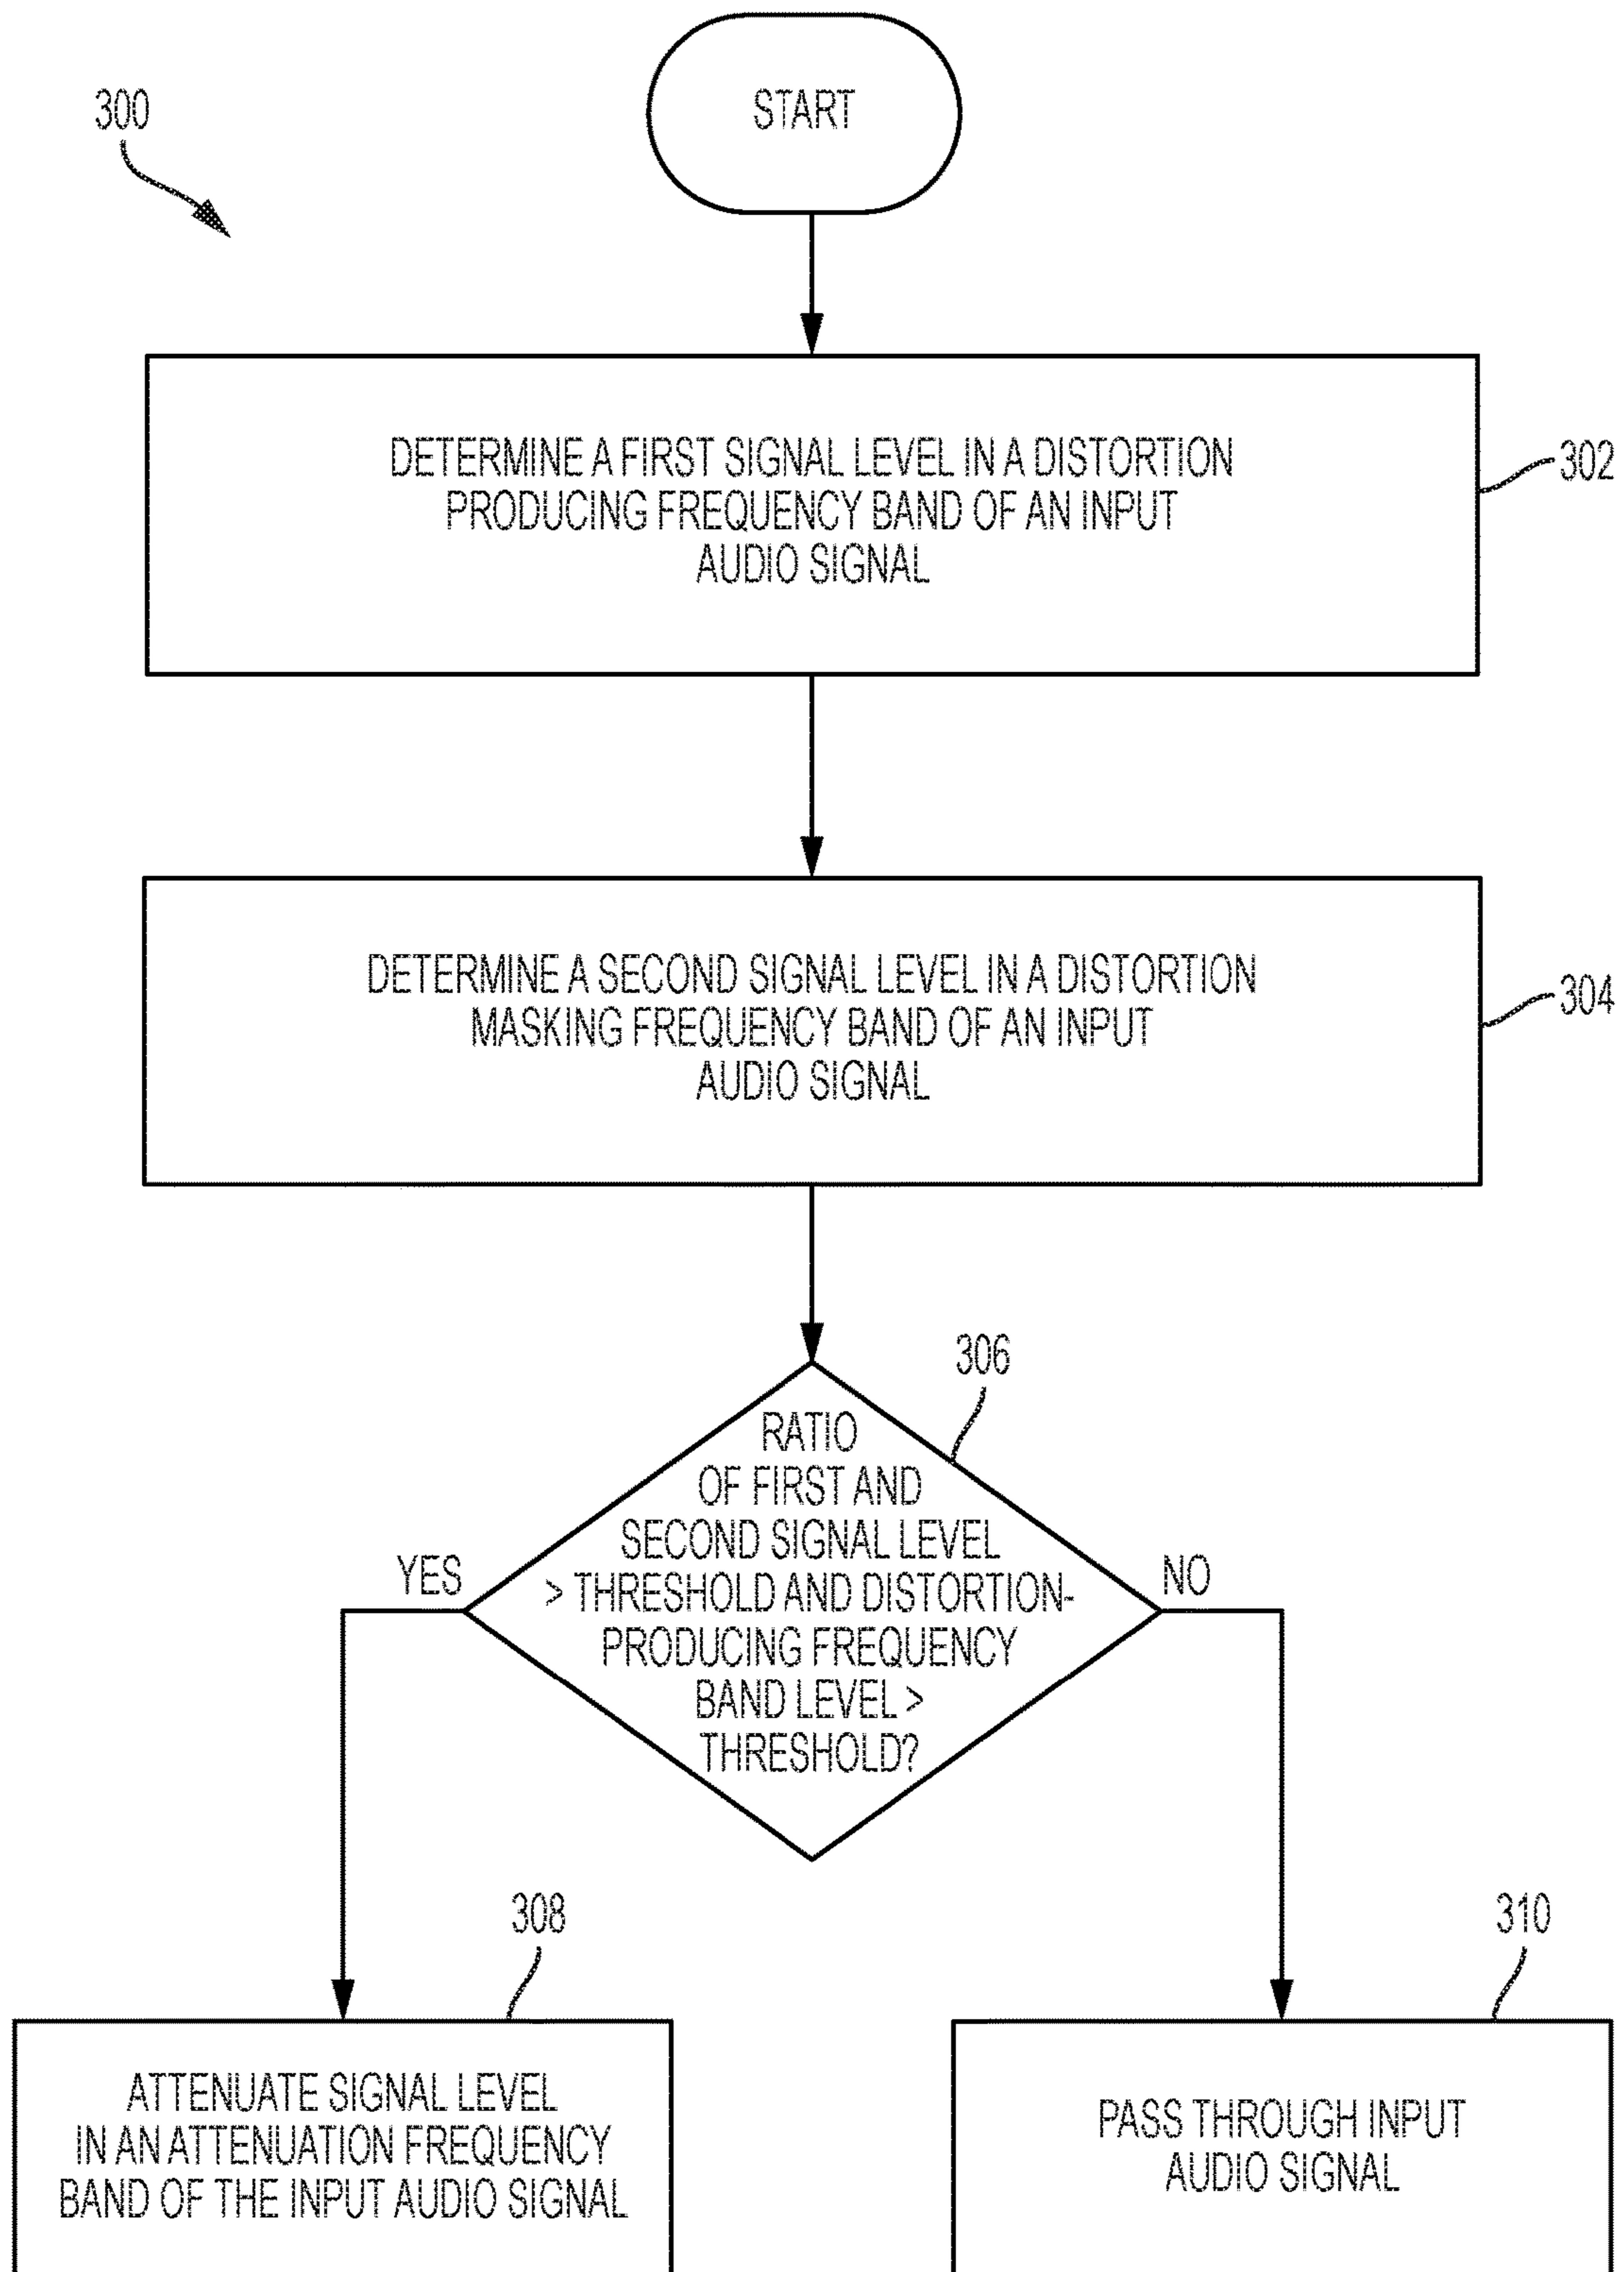 START
300
DETERMINE A FIRST SIGNAL LEVEL IN A DISTORTION
PRODUCING FREQUENCY BAND OF AN INPUT
AUDIO SIGNAL
302
DETERMINE A SECOND SIGNAL LEVEL IN A DISTORTION
MASKING FREQUENCY BAND OF AN INPUT
AUDIO SIGNAL
304
306
RATIO
OF FIRST AND
SECOND SIGNAL LEVEL
> THRESHOLD AND DISTORTION-
PRODUCING FREQUENCY
BAND LEVEL >
THRESHOLD?
YES
NO
308
ATTENUATE SIGNAL LEVEL
IN AN ATTENUATION FREQUENCY
BAND OF THE INPUT AUDIO SIGNAL
310
PASS THROUGH INPUT
AUDIO SIGNAL